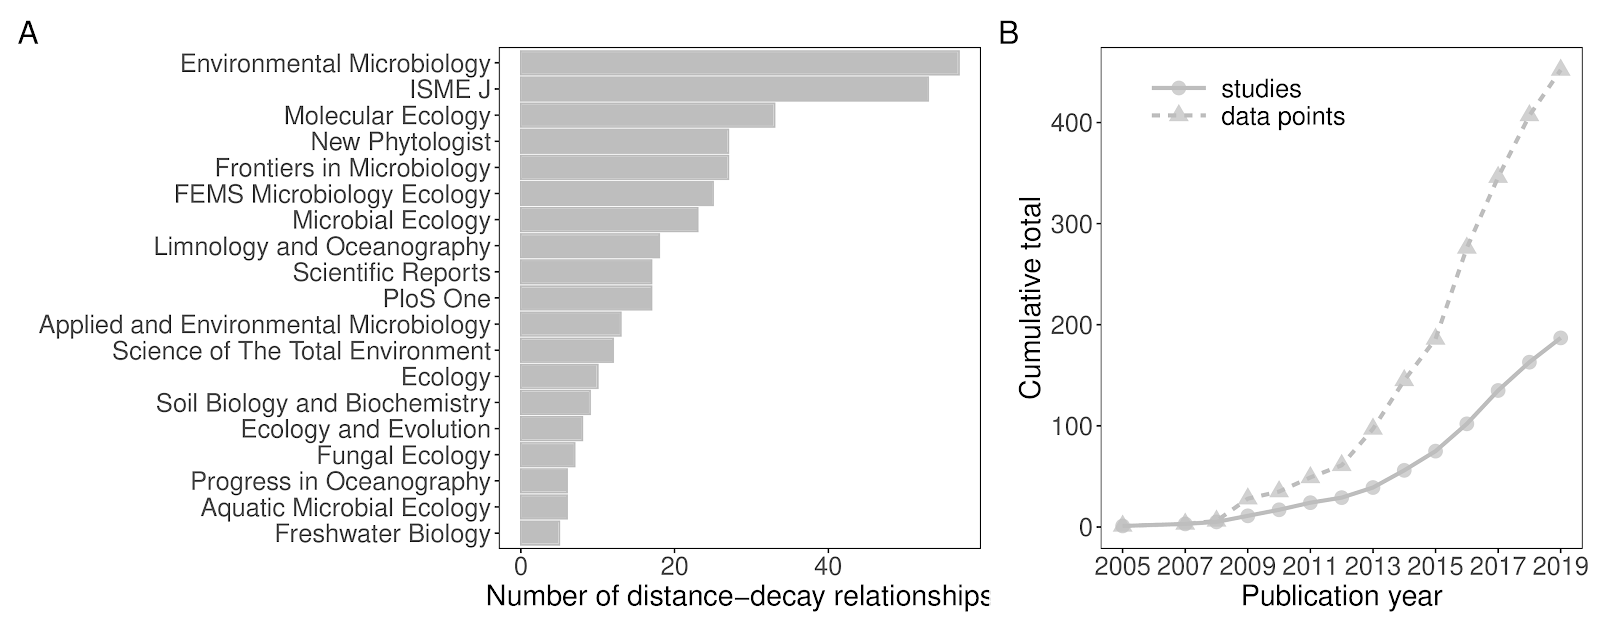 A
Environmental Microbiology
ISME J
Molecular Ecology
New Phytologist
Frontiers in Microbiology
FEMS Microbiology Ecology
Microbial Ecology
Limnology and Oceanography
Scientific Reports
PloS One
Applied and Environmental Microbiology
Science of The Total Environment
Ecology
Soil Biology and Biochemistry
Ecology and Evolution
Fungal Ecology
Progress in Oceanography
Aquatic Microbial Ecology
Freshwater Biology
0 20 40
Number of distance−decay relationships
B
studies
data points
Cumulative total
400
300
200
100
0
2005 2007 2009 2011 2013 2015 2017 2019
Publication year